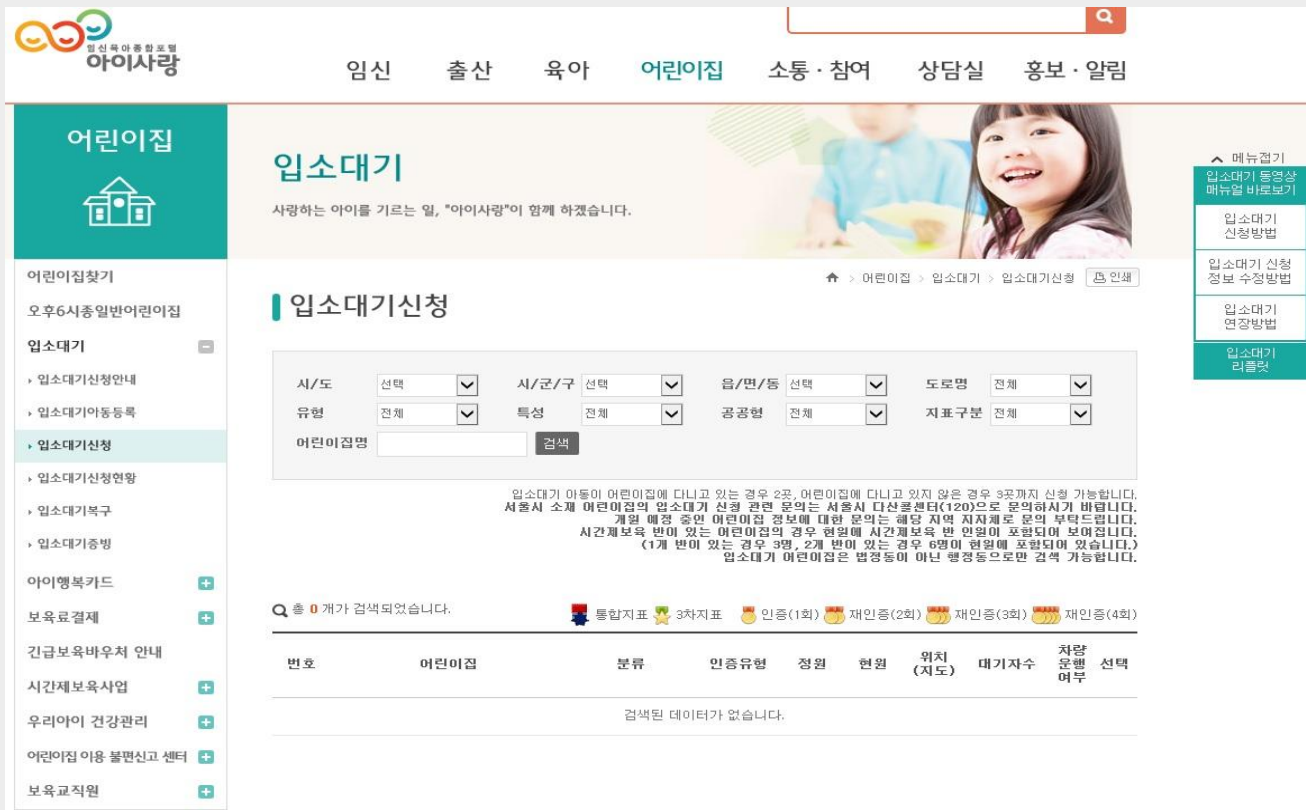 임신육아종합포털
아이사랑
임신 출산 육아 어린이집 소통·참여 상담실 홍보·알림
어린이집
입소대기
사랑하는 아이를 기르는 일, "아이사랑"이 함께 하겠습니다.
메뉴접기
입소대기 동영상
매뉴얼 바로보기
입소대기
신청방법
입소대기 신청
정보 수정방법
입소대기
연장방법
입소대기
리플렛
어린이집찾기
오후6시종일반어린이집
입소대기
입소대기신청안내
입소대기아동등록
입소대기신청
입소대기신청현황
입소대기복구
입소대기증빙
아이행복카드
보육료결제
긴급보육바우처 안내
시간제보육사업
우리아이 건강관리
어린이집 이용 불편신고 센터
보육교직원
> 어린이집 > 입소대기 > 입소대기신청 인쇄
입소대기신청
시/도 선택 시/군/구 선택 읍/면/동 선택 도로명 전체
유형 전체 특성 전체 공공형 전체 지표구분 전체
어린이집명 검색
입소대기 아동이 어린이집에 다니고 있는 경우 2곳, 어린이집에 다니고 있지 않은 경우 3곳까지 신청 가능합니다.
서울시 소재 어린이집의 입소대기 신청 관련 문의는 서울시 다산콜센터(120)으로 문의하시기 바랍니다.
개원 예정 중인 어린이집 정보에 대한 문의는 해당 지역 지자체로 문의 부탁드립니다.
시간제보육 반이 있는 어린이집의 경우 현원에 시간제보육 반 인원이 포함되어 보여집니다.
(1개 반이 있는 경우 3명, 2개 반이 있는 경우 6명이 현원에 포함되어 있습니다.)
입소대기 어린이집은 법정동이 아닌 행정동으로만 검색 가능합니다.
총 0 개가 검색되었습니다. 통합지표 3차지표 인증(1회) 재인증(2회) 재인증(3회) 재인증(4회)
번호 어린이집 분류 인증유형 정원 현원 위치(지도) 대기자수 차량운행여부 선택
검색된 데이터가 없습니다.